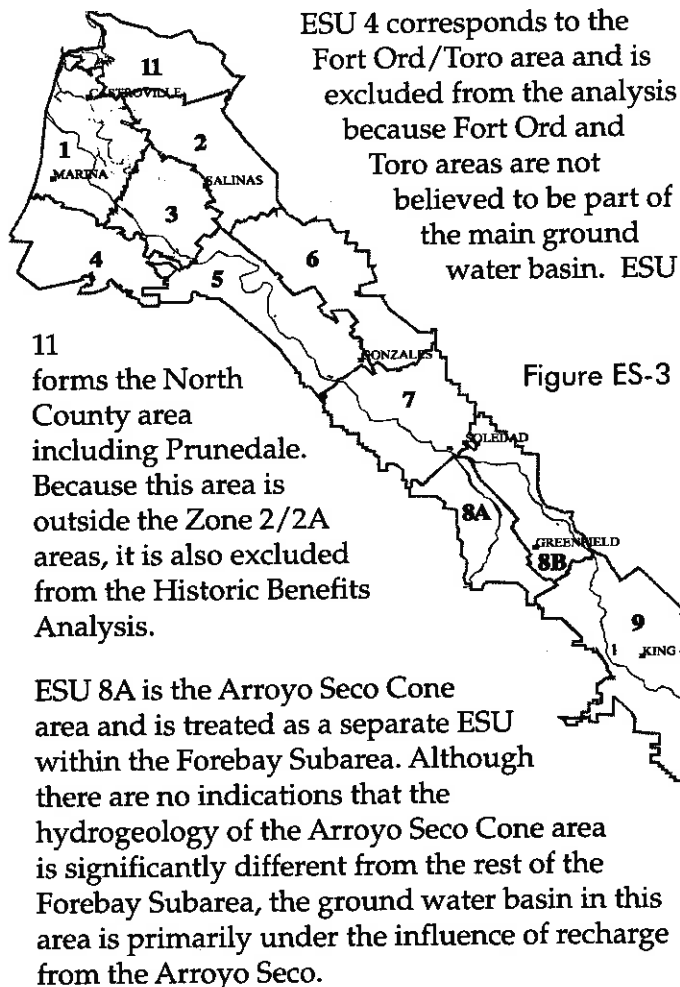 ESU 4 corresponds to the
Fort Ord/Toro area and is
excluded from the analysis
because Fort Ord and
Toro areas are not
believed to be part of
the main ground
water basin. ESU
11
forms the North
County area
including Prunedale.
Because this area is
outside the Zone 2/2A
areas, it is also excluded
from the Historic Benefits
Analysis.
ESU 8A is the Arroyo Seco Cone
area and is treated as a separate ESU
within the Forebay Subarea. Although
there are no indications that the
hydrogeology of the Arroyo Seco Cone area
is significantly different from the rest of the
Forebay Subarea, the ground water basin in this
area is primarily under the influence of recharge
from the Arroyo Seco.
Figure ES-3
11
CASTROVILLE
1
MARINA
2
SALINAS
3
4
5
6
GONZALES
7
SOLEDAD
8A
GREENFIELD
8B
9
KING